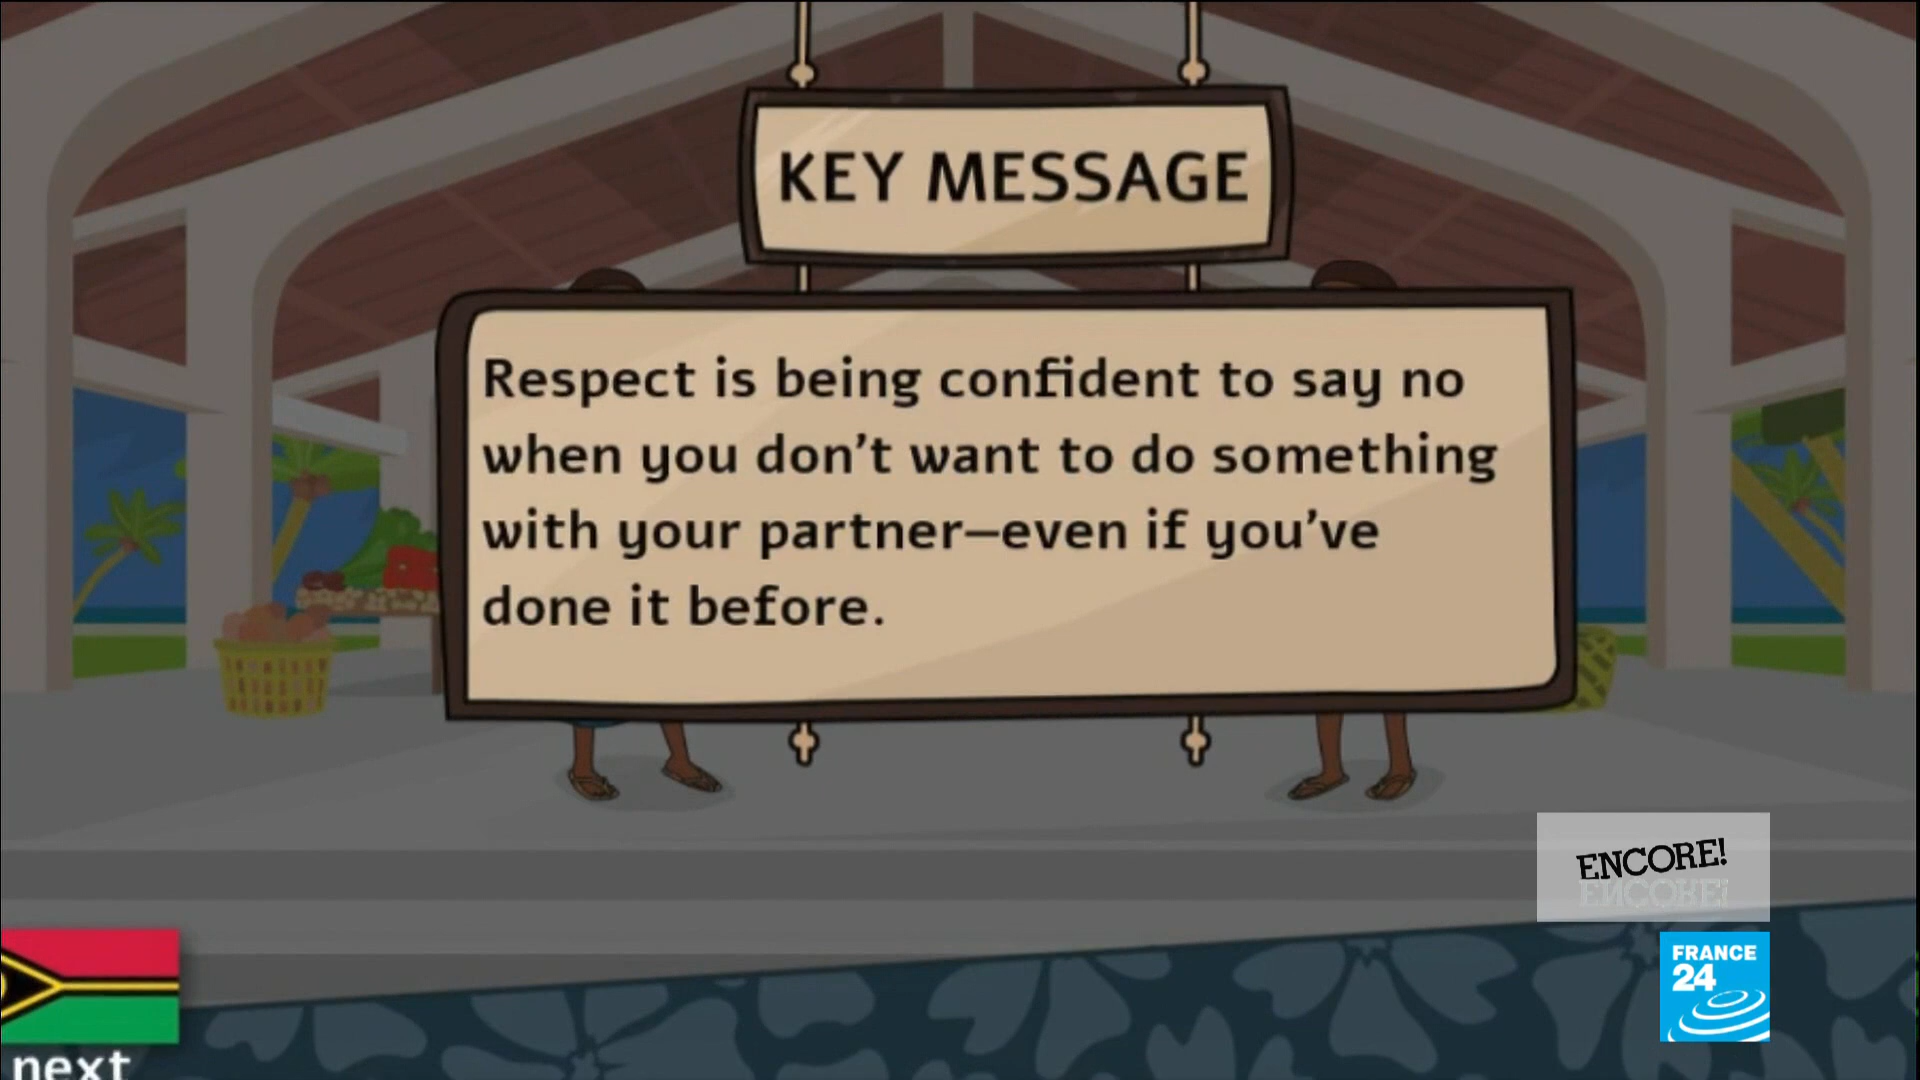 KEY MESSAGE
Respect is being confident to say no
when you don't want to do something
with your partner—even if you've
done it before.
ENCORE!
FRANCE
24
next